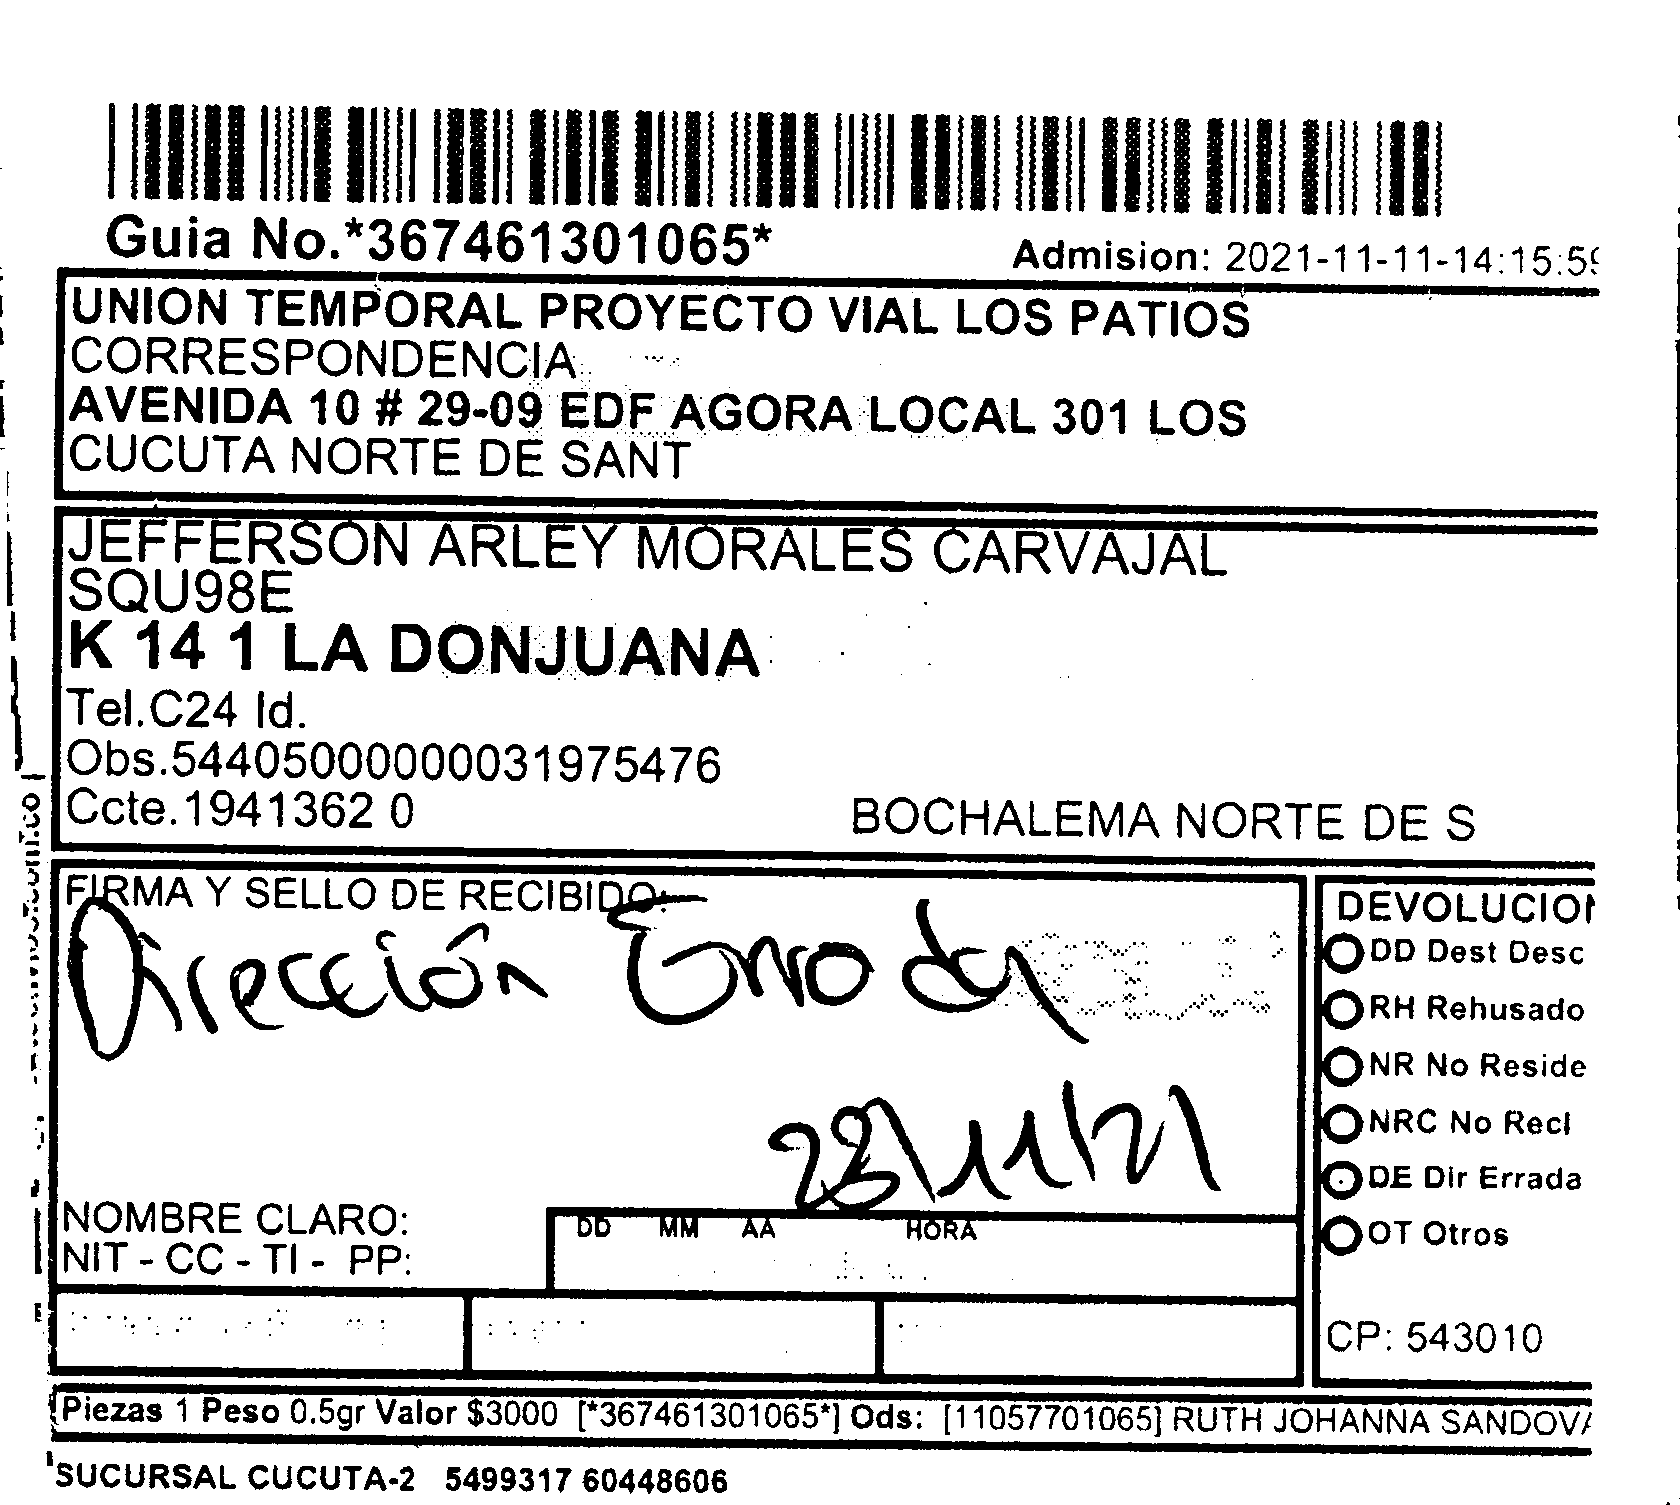 Guia No.*367461301065*
Admision: 2021-11-11-14:15:59
UNION TEMPORAL PROYECTO VIAL LOS PATIOS
CORRESPONDENCIA
AVENIDA 10 # 29-09 EDF AGORA LOCAL 301 LOS
CUCUTA NORTE DE SANT
JEFFERSON ARLEY MORALES CARVAJAL
SQU98E
K 14 1 LA DONJUANA
Tel.C24 Id.
Obs.544050000000031975476
Ccte.1941362 0
BOCHALEMA NORTE DE S
FIRMA Y SELLO DE RECIBIDO:
Dirección Errada
/11/21
NOMBRE CLARO:
NIT - CC - TI - PP:
DD MM AA HORA
DEVOLUCION
DD Dest Desc
RH Rehusado
NR No Reside
NRC No Recl
DE Dir Errada
OT Otros
CP: 543010
Piezas 1 Peso 0.5gr Valor $3000 [*367461301065*] Ods: [11057701065] RUTH JOHANNA SANDOVA
SUCURSAL CUCUTA-2 5499317 60448606